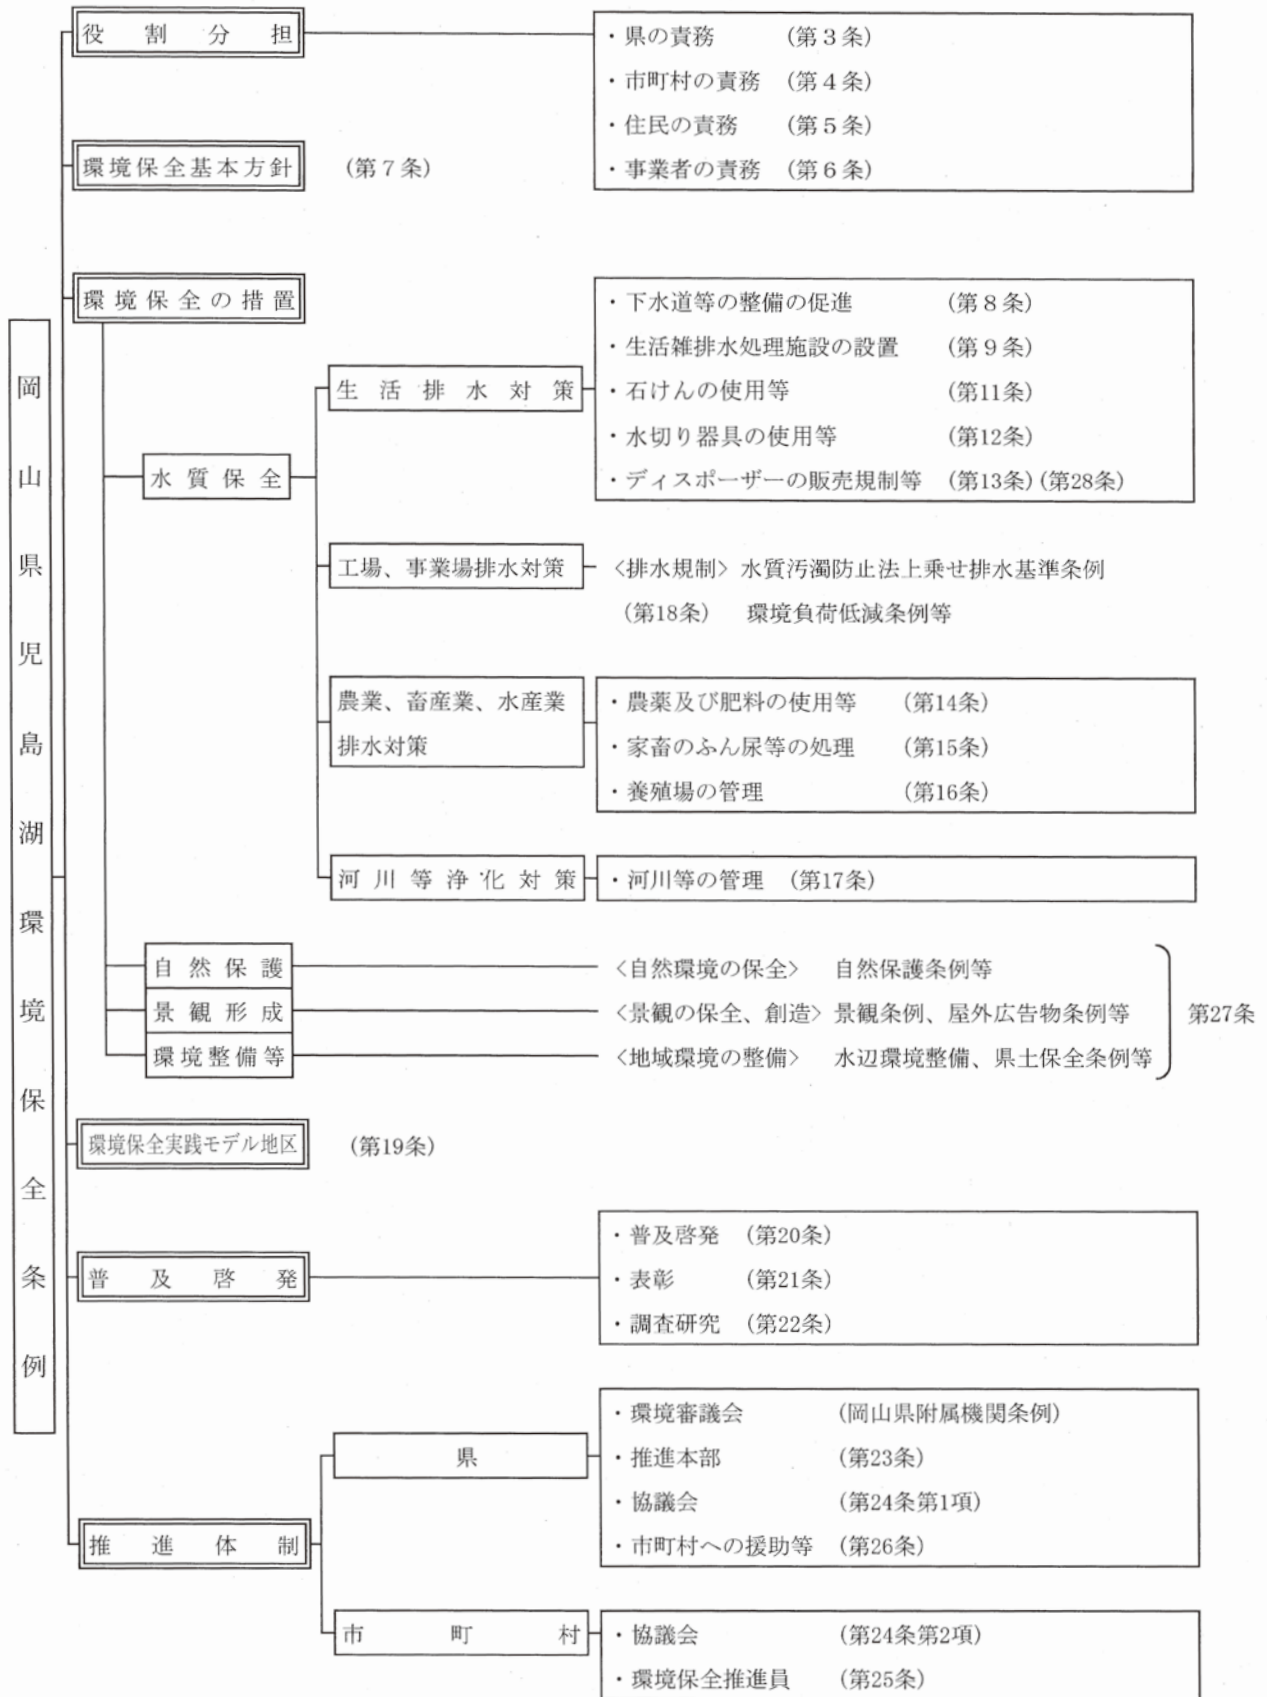 岡山県児島湖環境保全条例
役割分担
・県の責務 (第3条)
・市町村の責務 (第4条)
・住民の責務 (第5条)
・事業者の責務 (第6条)
環境保全基本方針 (第7条)
環境保全の措置
水質保全
生活排水対策
・下水道等の整備の促進 (第8条)
・生活雑排水処理施設の設置 (第9条)
・石けんの使用等 (第11条)
・水切り器具の使用等 (第12条)
・ディスポーザーの販売規制等 (第13条)(第28条)
工場、事業場排水対策
<排水規制> 水質汚濁防止法上乗せ排水基準条例
(第18条) 環境負荷低減条例等
農業、畜産業、水産業
排水対策
・農薬及び肥料の使用等 (第14条)
・家畜のふん尿等の処理 (第15条)
・養殖場の管理 (第16条)
河川等浄化対策
・河川等の管理 (第17条)
自然保護 <自然環境の保全> 自然保護条例等
景観形成 <景観の保全、創造> 景観条例、屋外広告物条例等
環境整備等 <地域環境の整備> 水辺環境整備、県土保全条例等
第27条
環境保全実践モデル地区 (第19条)
普及啓発
・普及啓発 (第20条)
・表彰 (第21条)
・調査研究 (第22条)
推進体制
県
・環境審議会 (岡山県附属機関条例)
・推進本部 (第23条)
・協議会 (第24条第1項)
・市町村への援助等 (第26条)
市町村
・協議会 (第24条第2項)
・環境保全推進員 (第25条)